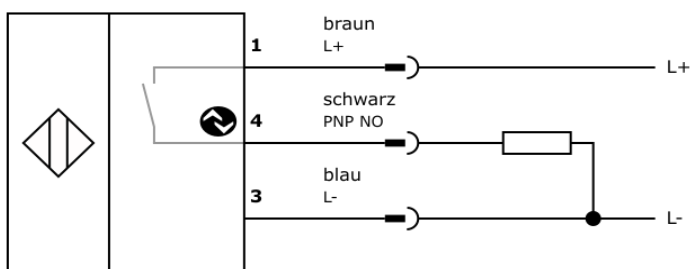 braun
1 L+
L+
schwarz
4 PNP NO
blau
3 L-
L-